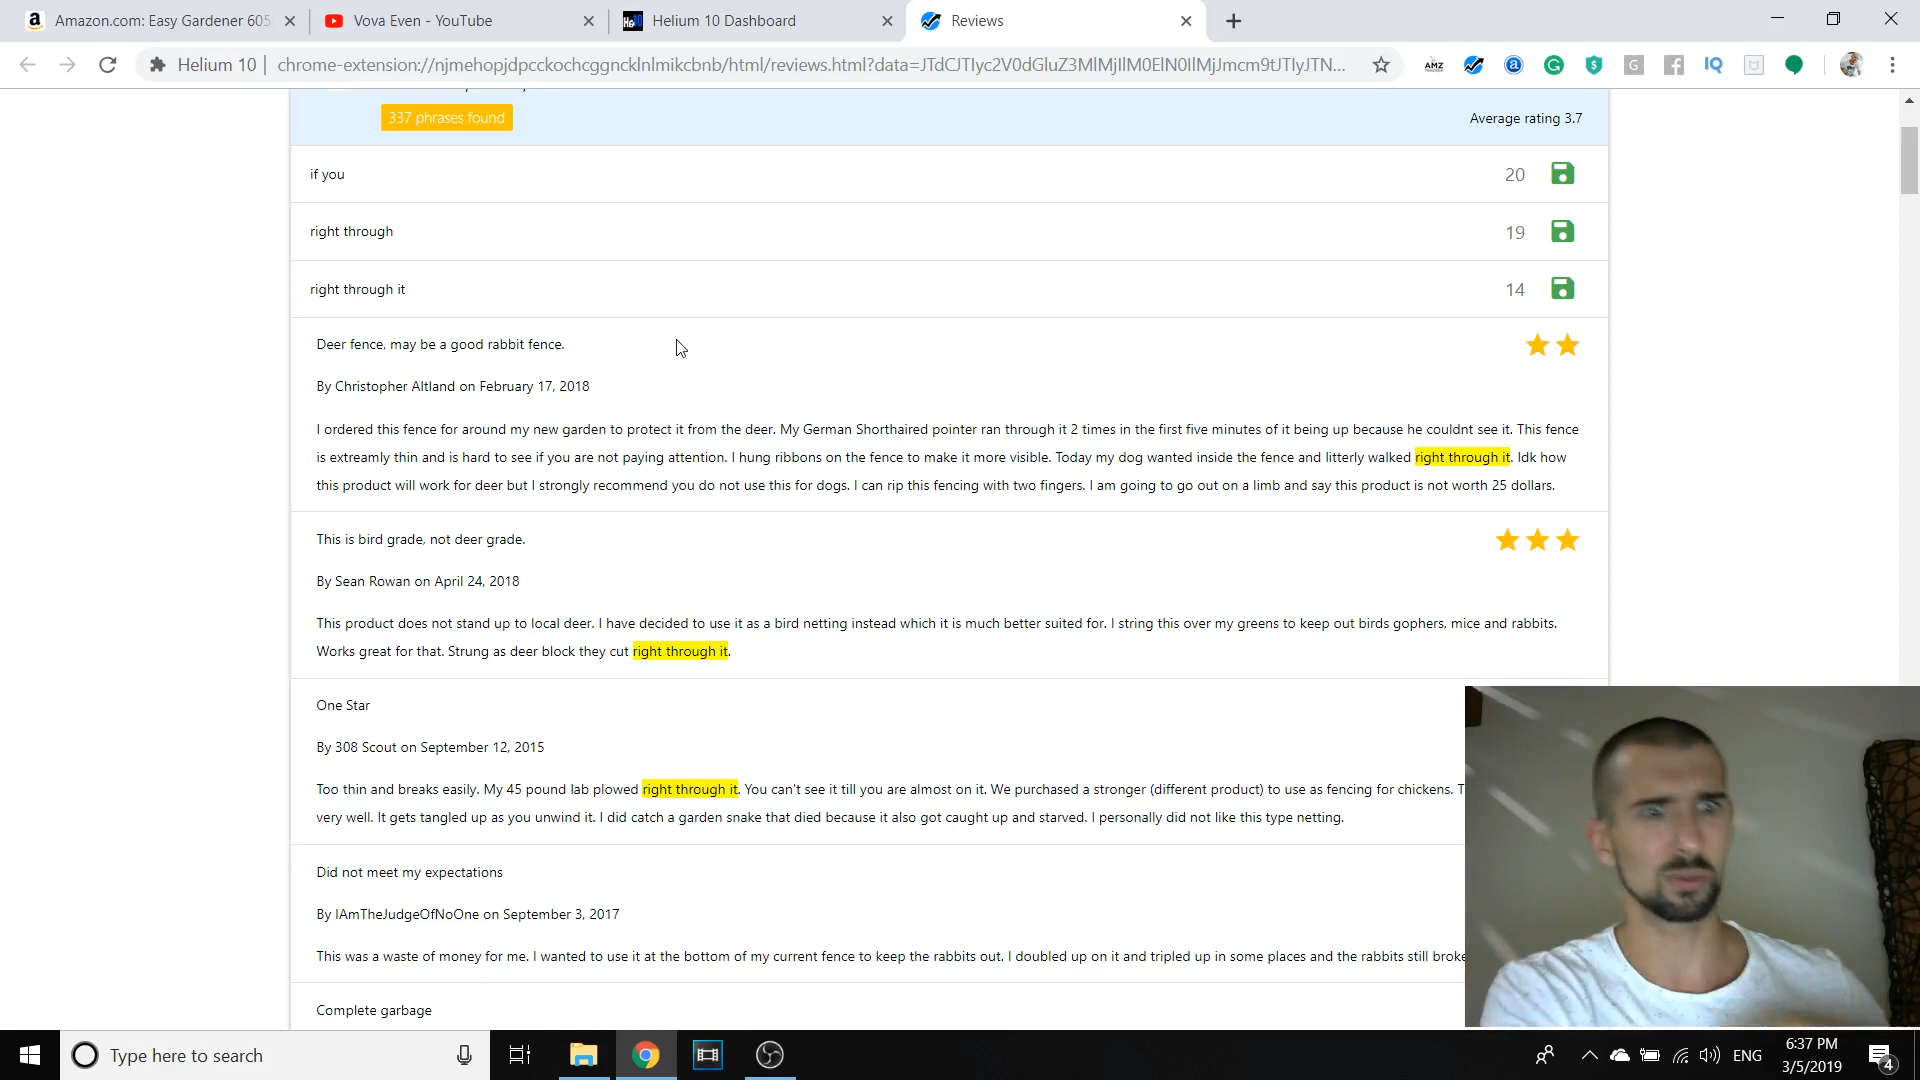 Amazon.com: Easy Gardener 605
Vova Even - YouTube
Helium 10 Dashboard
Reviews
Helium 10
chrome-extension://njmehopjdpcckochcggncklnlmikcbnb/html/reviews.html?data=JTdCJTIyc2V0dGluZ3MlMjIlM0ElN0IlMjJmcm9tJTIyJTN...
337 phrases found
Average rating 3.7
if you
20
right through
19
right through it
14
Deer fence, may be a good rabbit fence.
By Christopher Altland on February 17, 2018
I ordered this fence for around my new garden to protect it from the deer. My German Shorthaired pointer ran through it 2 times in the first five minutes of it being up because he couldnt see it. This fence
is extreamly thin and is hard to see if you are not paying attention. I hung ribbons on the fence to make it more visible. Today my dog wanted inside the fence and litterly walked right through it. Idk how
this product will work for deer but I strongly recommend you do not use this for dogs. I can rip this fencing with two fingers. I am going to go out on a limb and say this product is not worth 25 dollars.
This is bird grade, not deer grade.
By Sean Rowan on April 24, 2018
This product does not stand up to local deer. I have decided to use it as a bird netting instead which it is much better suited for. I string this over my greens to keep out birds gophers, mice and rabbits.
Works great for that. Strung as deer block they cut right through it.
One Star
By 308 Scout on September 12, 2015
Too thin and breaks easily. My 45 pound lab plowed right through it. You can't see it till you are almost on it. We purchased a stronger (different product) to use as fencing for chickens. T
very well. It gets tangled up as you unwind it. I did catch a garden snake that died because it also got caught up and starved. I personally did not like this type netting.
Did not meet my expectations
By IAmTheJudgeOfNoOne on September 3, 2017
This was a waste of money for me. I wanted to use it at the bottom of my current fence to keep the rabbits out. I doubled up on it and tripled up in some places and the rabbits still broke
Complete garbage
Type here to search
ENG
6:37 PM
3/5/2019
4